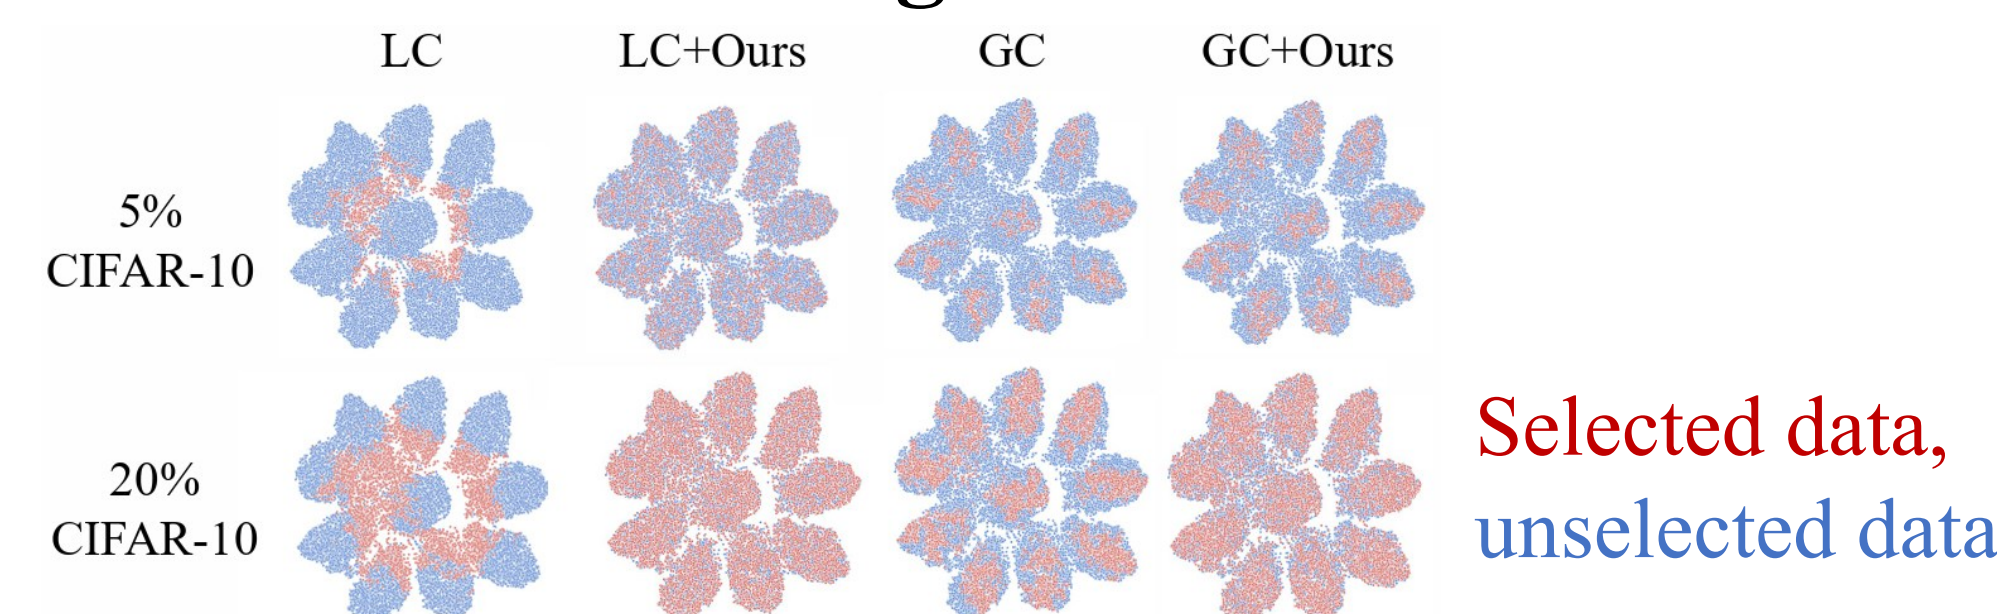 LC LC+Ours GC GC+Ours
5%
CIFAR-10
20%
CIFAR-10
Selected data,
unselected data